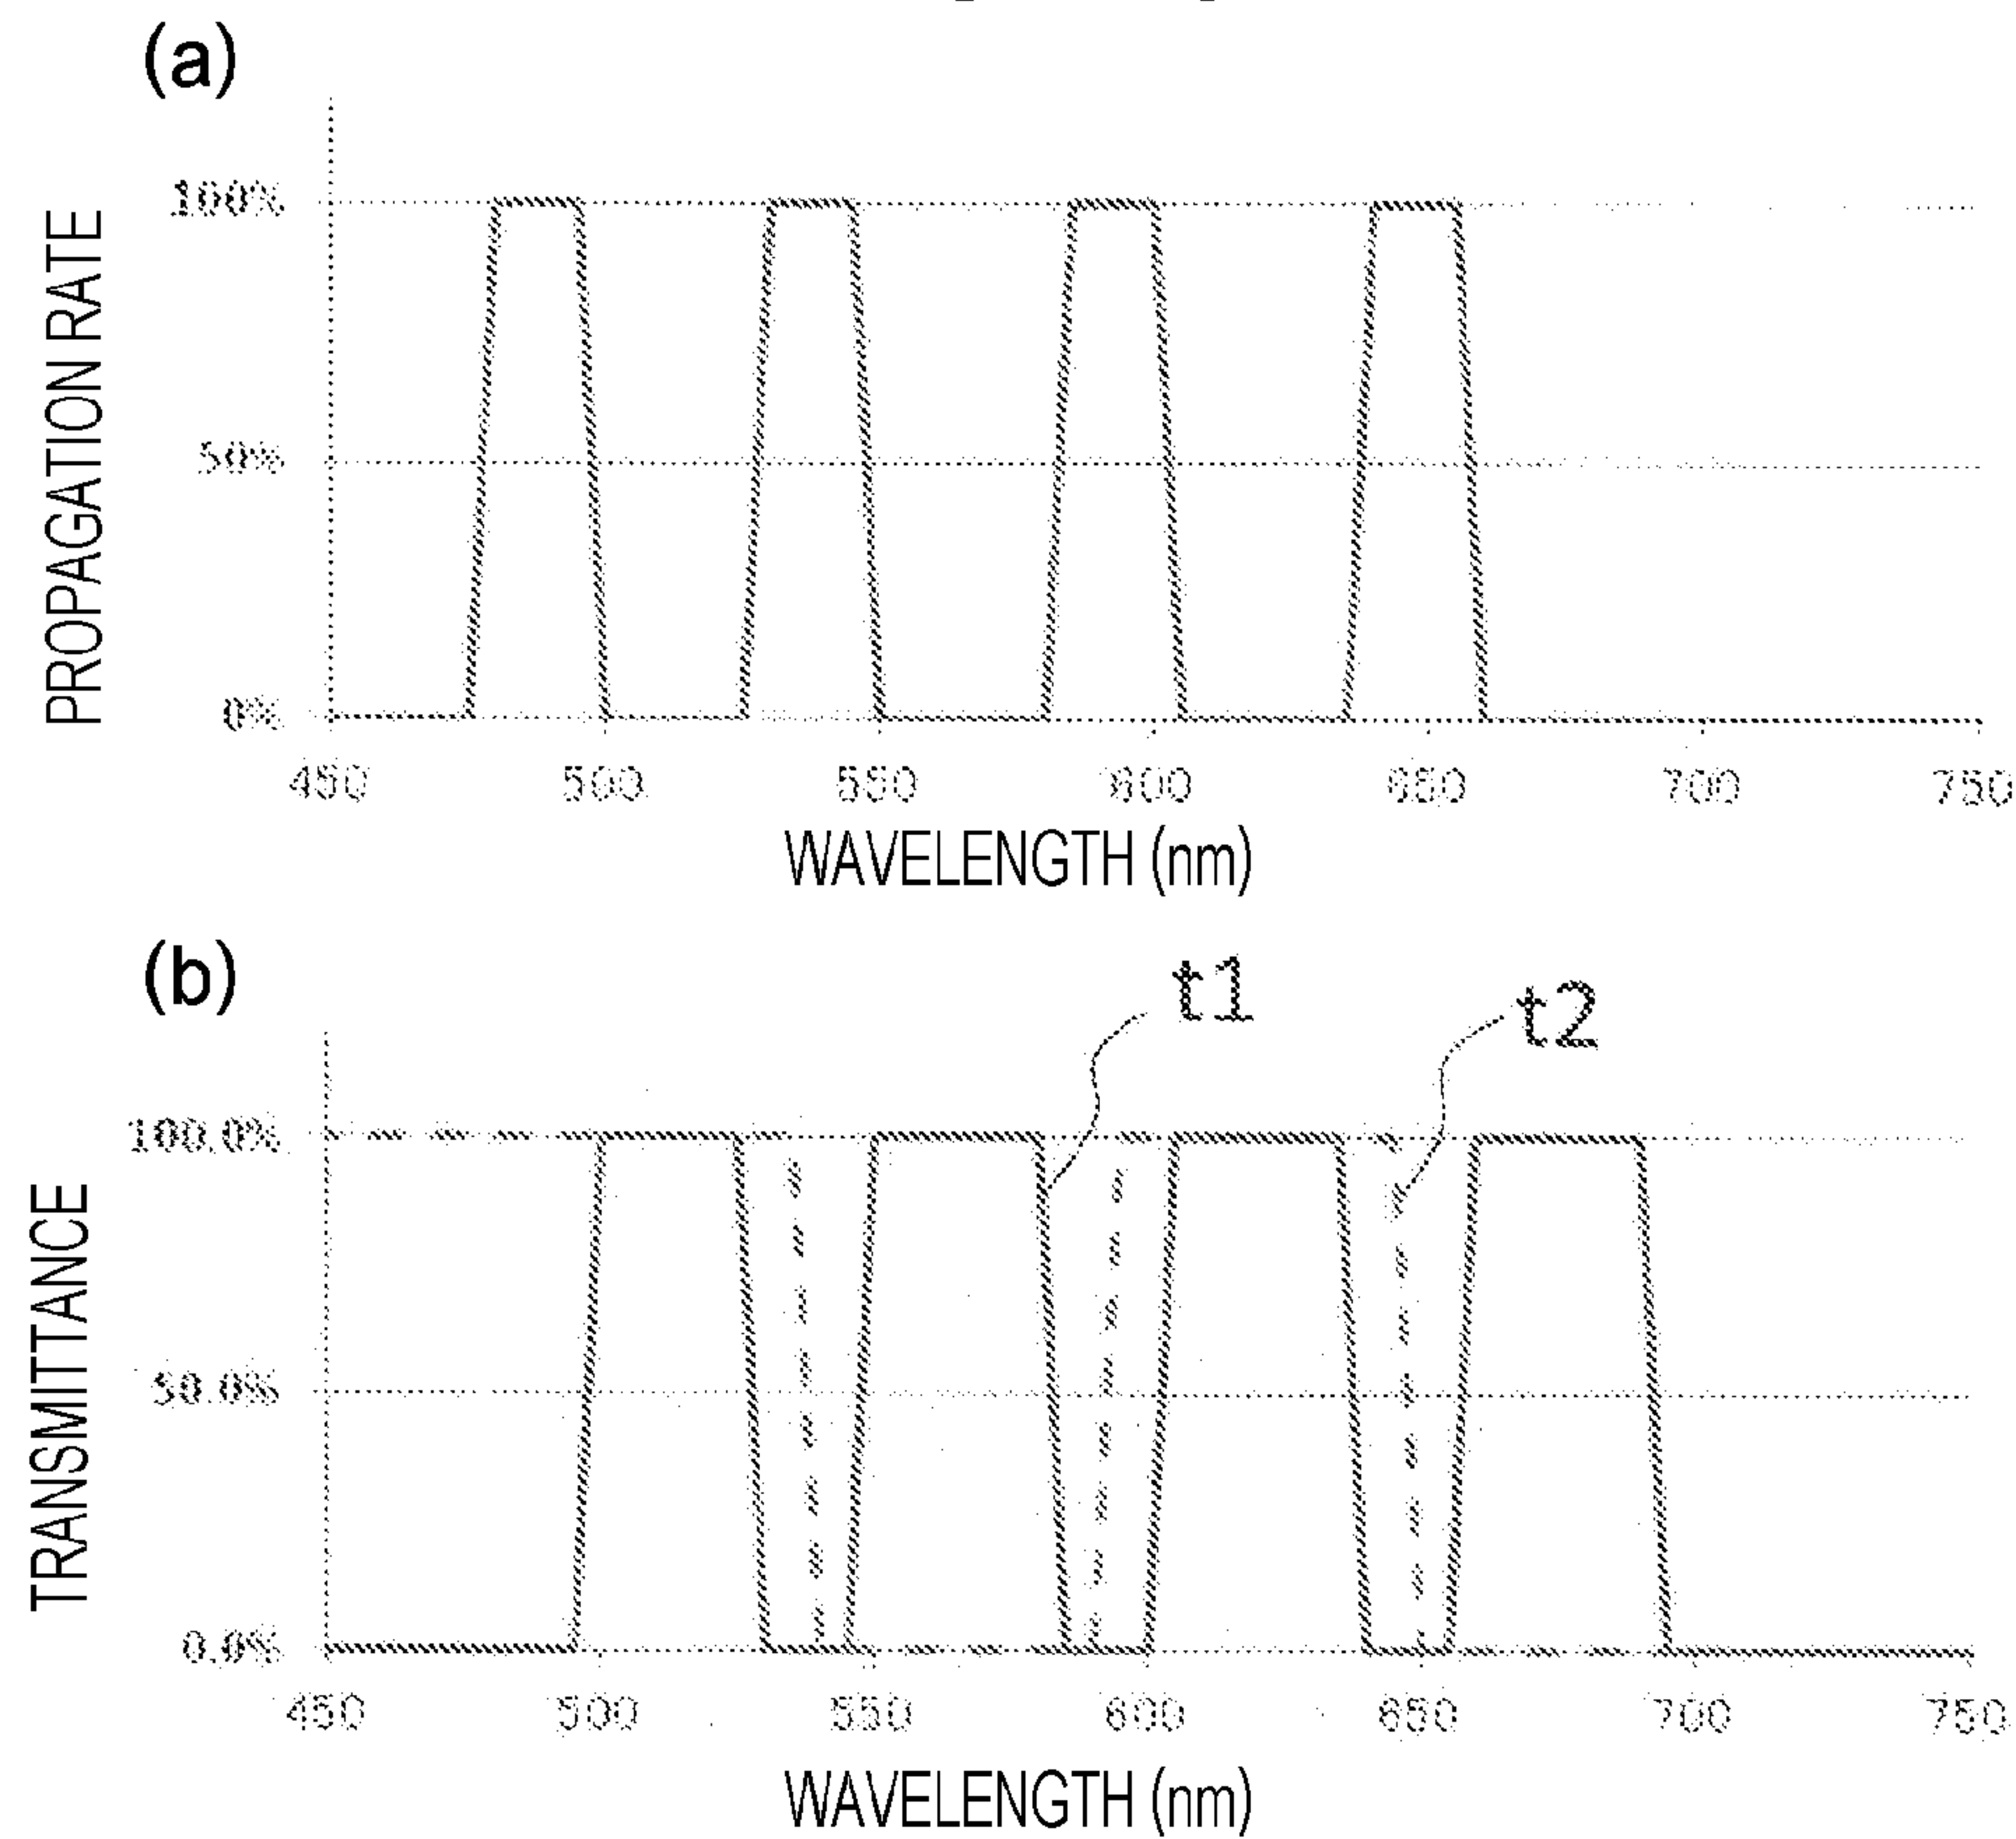 (a)
PROPAGATION RATE
100%
50%
0%
450 500 550 600 650 700 750
WAVELENGTH (nm)
(b)
t1
t2
TRANSMITTANCE
100.0%
50.0%
0.0%
450 500 550 600 650 700 750
WAVELENGTH (nm)